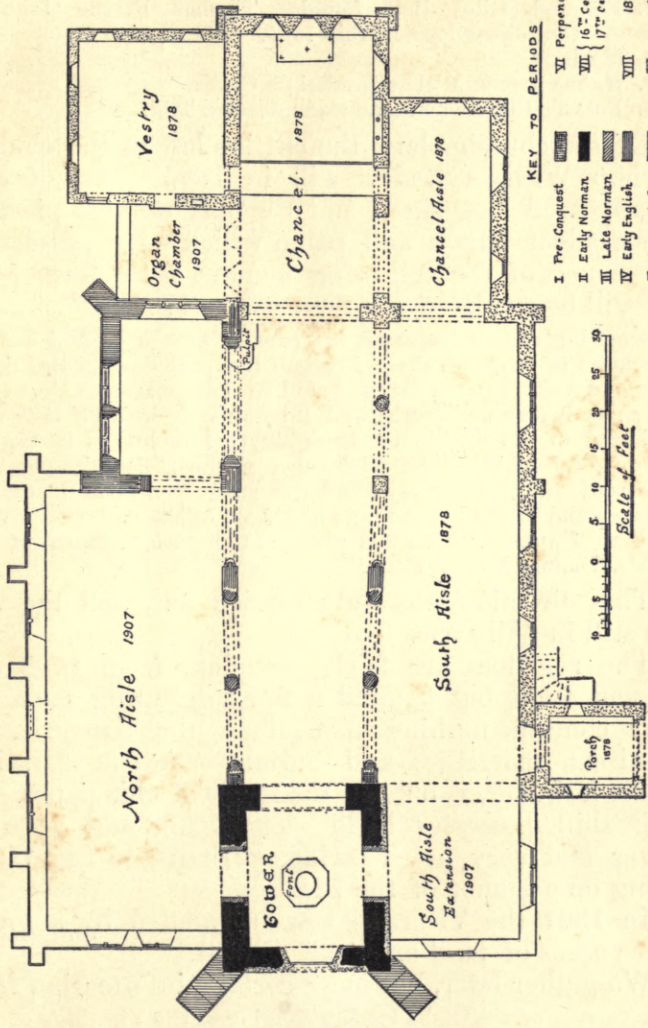 Vestry
1878
Organ
Chamber
1907
Chancel
1878
Chancel Aisle 1878
Pulpit
North Aisle 1907
South Aisle 1878
TOWER
Font
South Aisle
Extension
1907
Porch
1878
Scale of Feet
10 5 0 5 10 15 20 25 30
KEY TO PERIODS
I Pre-Conquest
II Early Norman
III Late Norman
IV Early English
VI Perpen
VII 16TH Ce
17TH Ce
VIII 18